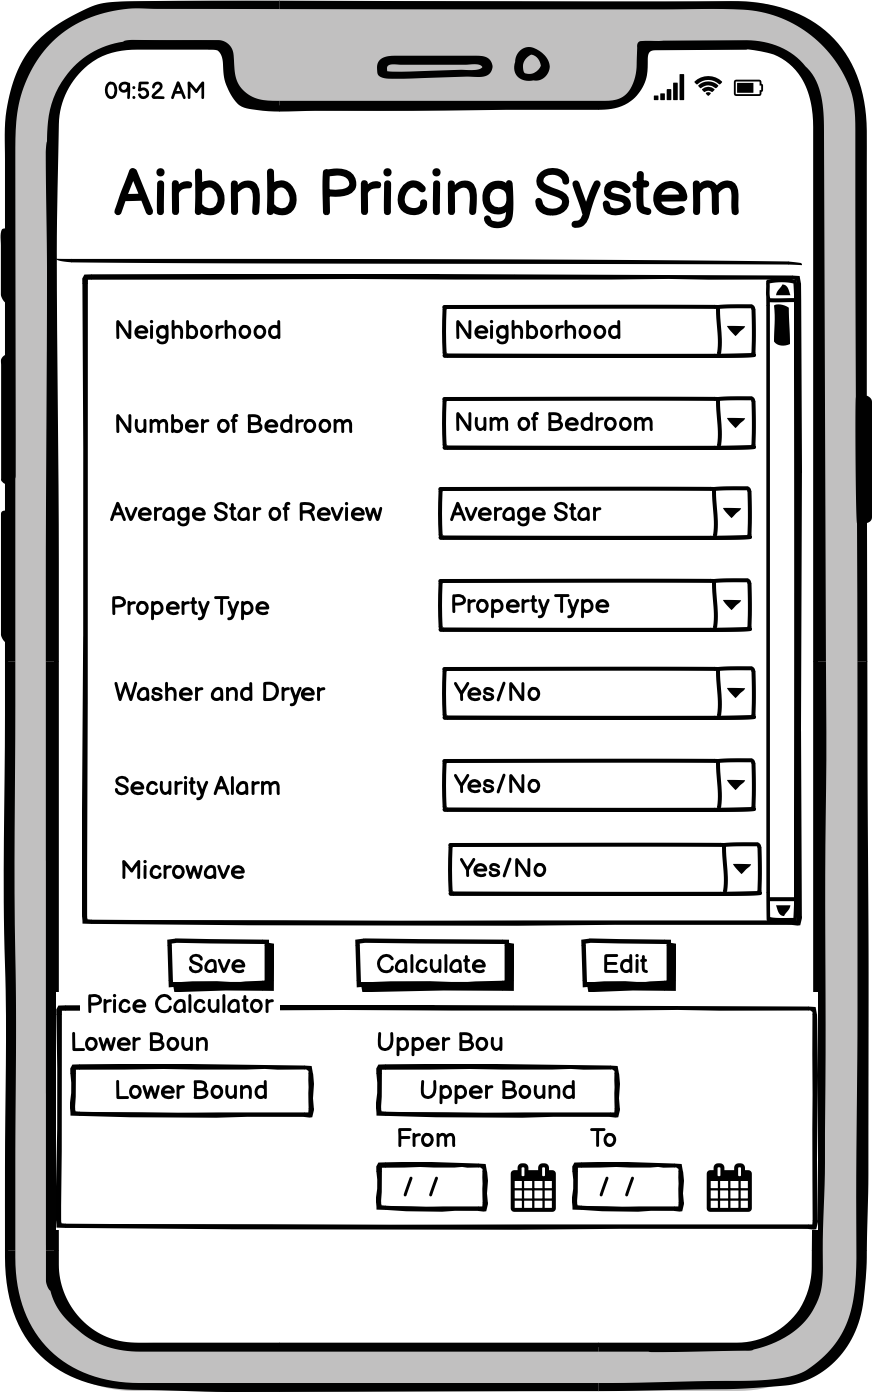 09:52 AM
Airbnb Pricing System
Neighborhood Neighborhood
Number of Bedroom Num of Bedroom
Average Star of Review Average Star
Property Type Property Type
Washer and Dryer Yes/No
Security Alarm Yes/No
Microwave Yes/No
Save Calculate Edit
Price Calculator
Lower Boun Upper Bou
Lower Bound Upper Bound
From To
/ / / /